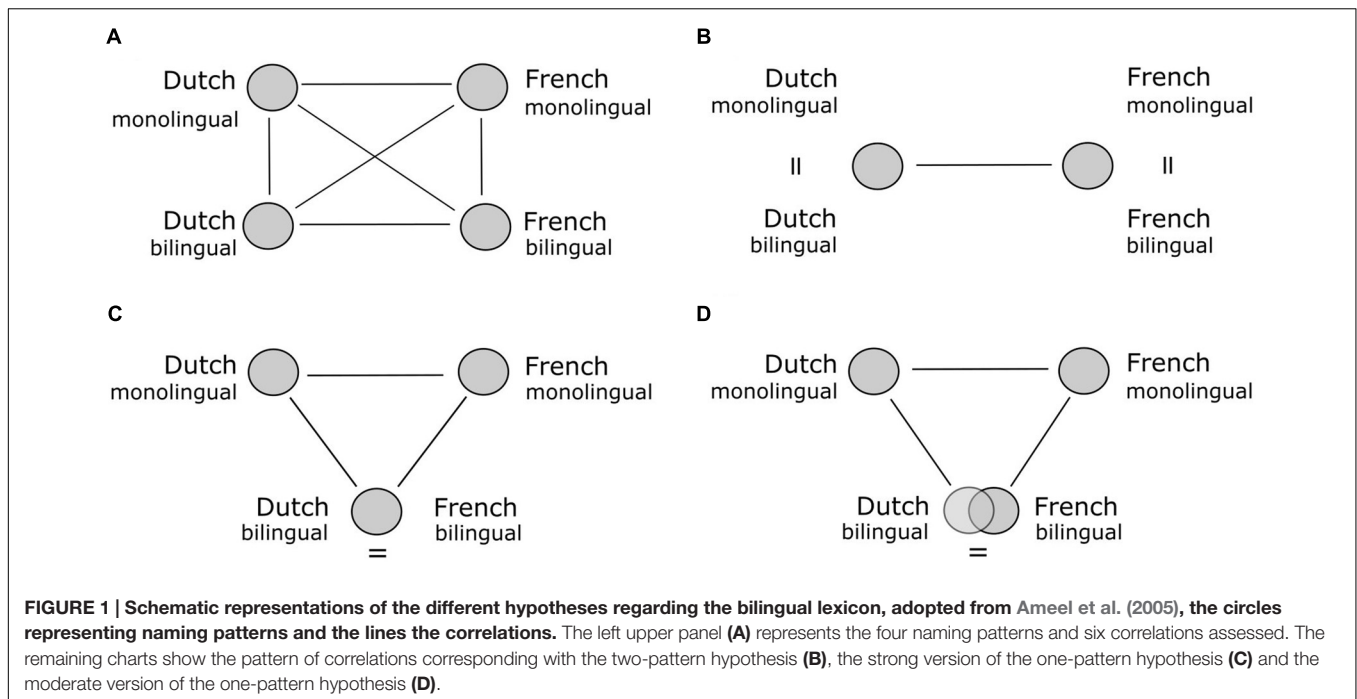 A
Dutch
monolingual
French
monolingual
Dutch
bilingual
French
bilingual
B
Dutch
monolingual
French
monolingual
=
=
Dutch
bilingual
French
bilingual
C
Dutch
monolingual
French
monolingual
Dutch
bilingual
French
bilingual
=
D
Dutch
monolingual
French
monolingual
Dutch
bilingual
French
bilingual
=
FIGURE 1 | Schematic representations of the different hypotheses regarding the bilingual lexicon, adopted from Ameel et al. (2005), the circles
representing naming patterns and the lines the correlations. The left upper panel (A) represents the four naming patterns and six correlations assessed. The
remaining charts show the pattern of correlations corresponding with the two-pattern hypothesis (B), the strong version of the one-pattern hypothesis (C) and the
moderate version of the one-pattern hypothesis (D).